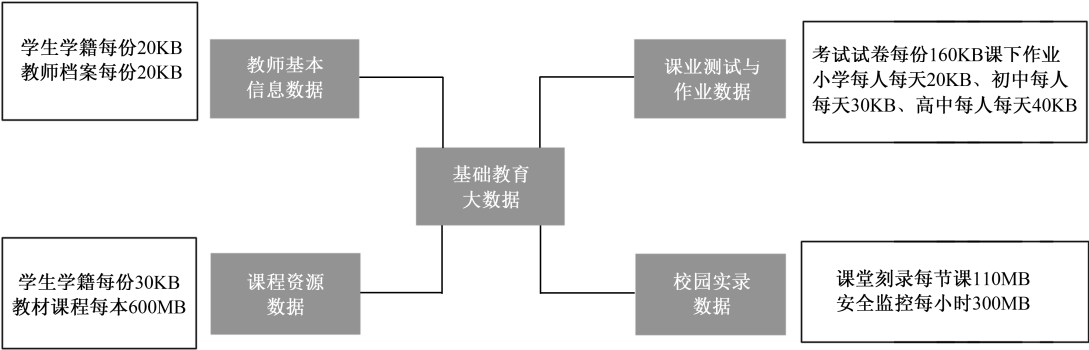 学生学籍每份20KB
教师档案每份20KB
教师基本
信息数据
课业测试与
作业数据
考试试卷每份160KB课下作业
小学每人每天20KB、初中每人
每天30KB、高中每人每天40KB
基础教育
大数据
学生学籍每份30KB
教材课程每本600MB
课程资源
数据
校园实录
数据
课堂刻录每节课110MB
安全监控每小时300MB